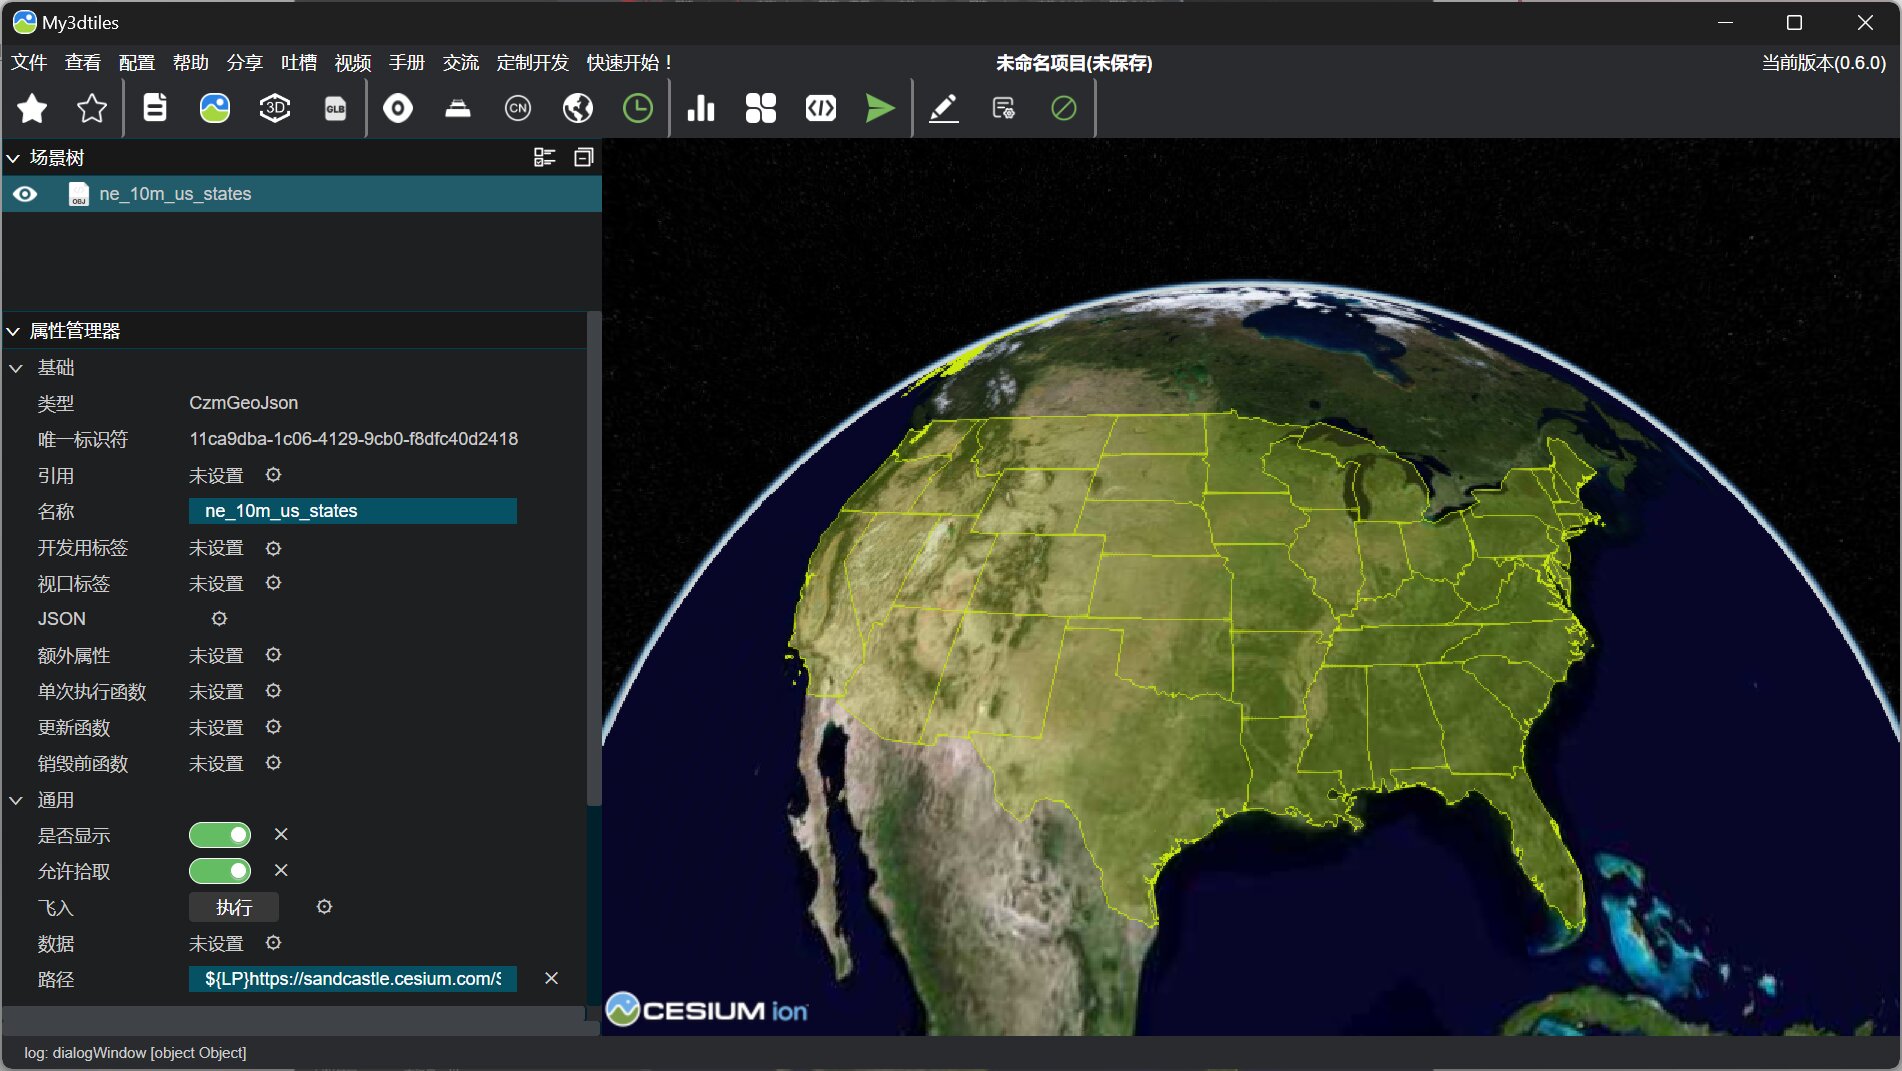 My3dtiles
文件 查看 配置 帮助 分享 吐槽 视频 手册 交流 定制开发 快速开始！ 未命名项目(未保存) 当前版本(0.6.0)
3D GLB CN
场景树
OBJ ne_10m_us_states
属性管理器
基础
类型 CzmGeoJson
唯一标识符 11ca9dba-1c06-4129-9cb0-f8dfc40d2418
引用 未设置
名称 ne_10m_us_states
开发用标签 未设置
视口标签 未设置
JSON
额外属性 未设置
单次执行函数 未设置
更新函数 未设置
销毁前函数 未设置
通用
是否显示
允许拾取
飞入 执行
数据 未设置
路径 ${LP}https://sandcastle.cesium.com/S
CESIUM ion
log: dialogWindow [object Object]